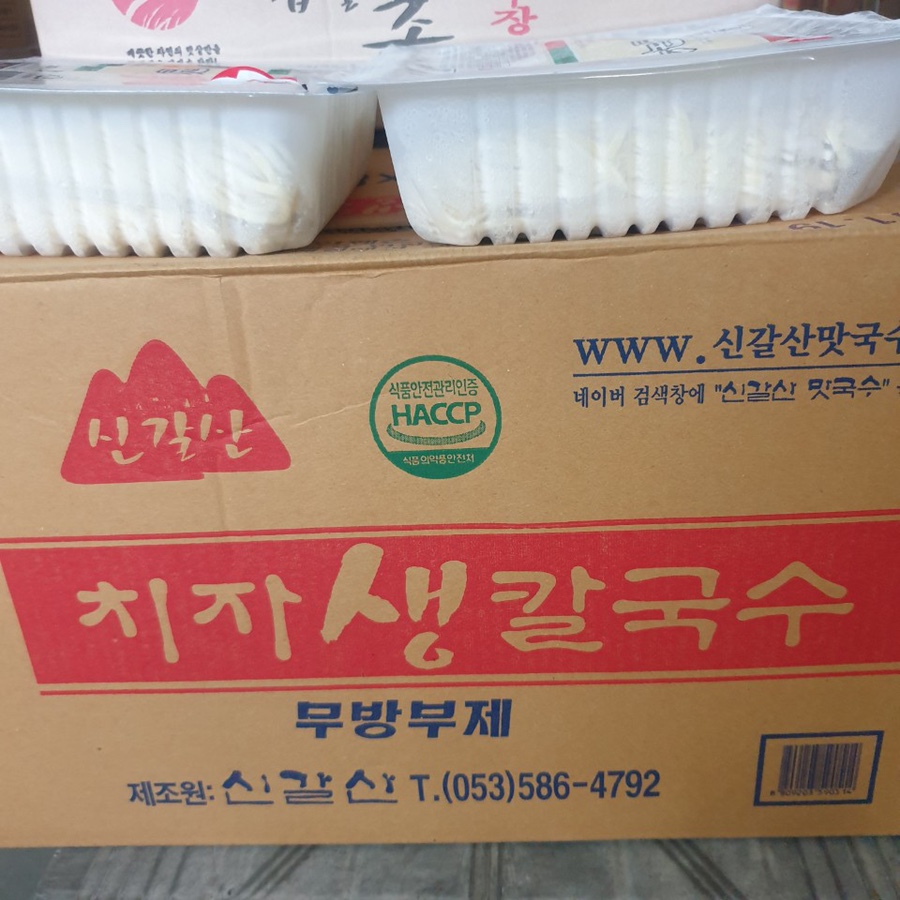 장
신갈산
식품안전관리인증
HACCP
식품의약품안전처
www.신갈산맛국수
네이버 검색창에 "신갈산 맛국수"
치자생칼국수
무방부제
제조원: 신갈산 T.(053)586-4792